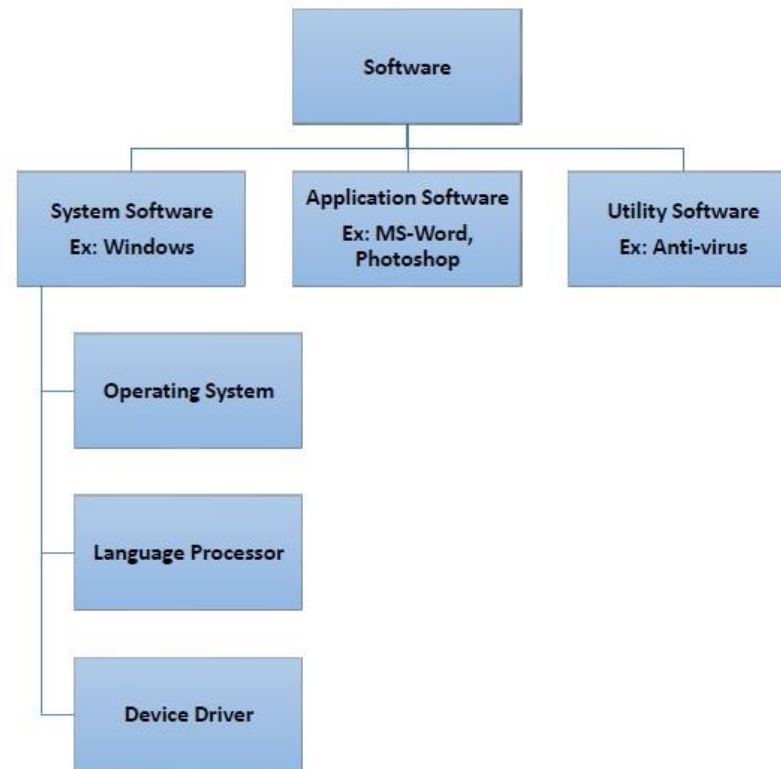 Software
System Software
Ex: Windows
Application Software
Ex: MS-Word,
Photoshop
Utility Software
Ex: Anti-virus
Operating System
Language Processor
Device Driver